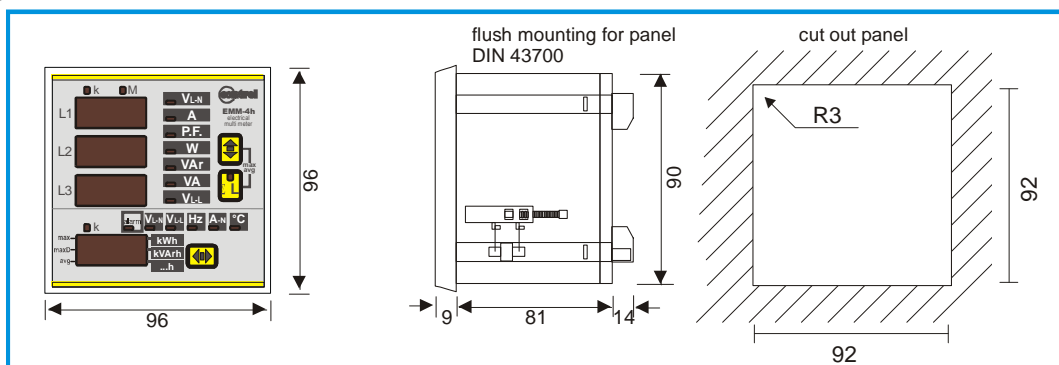 flush mounting for panel
DIN 43700
cut out panel
k M
L1
L2
L3
VL-N
A
P.F.
W
VAr
VA
VL-L
contrel
EMM-4h
electrical
multi meter
max
avg
L
k
alarm VL-N VL-L Hz A-N °C
max
maxD
avg
kWh
kVArh
...h
96
96
90
9 81 14
R3
92
92